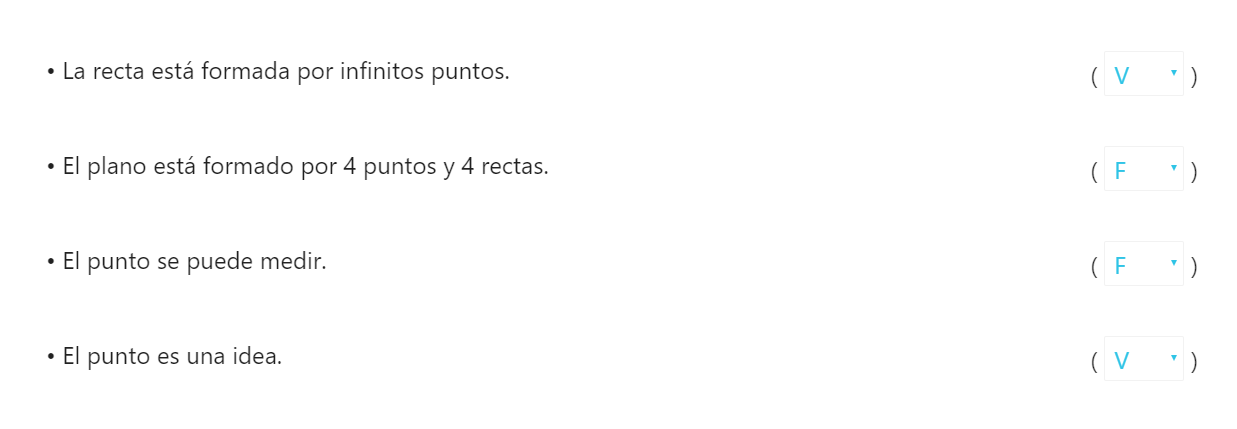 • La recta está formada por infinitos puntos. ( V )
• El plano está formado por 4 puntos y 4 rectas. ( F )
• El punto se puede medir. ( F )
• El punto es una idea. ( V )